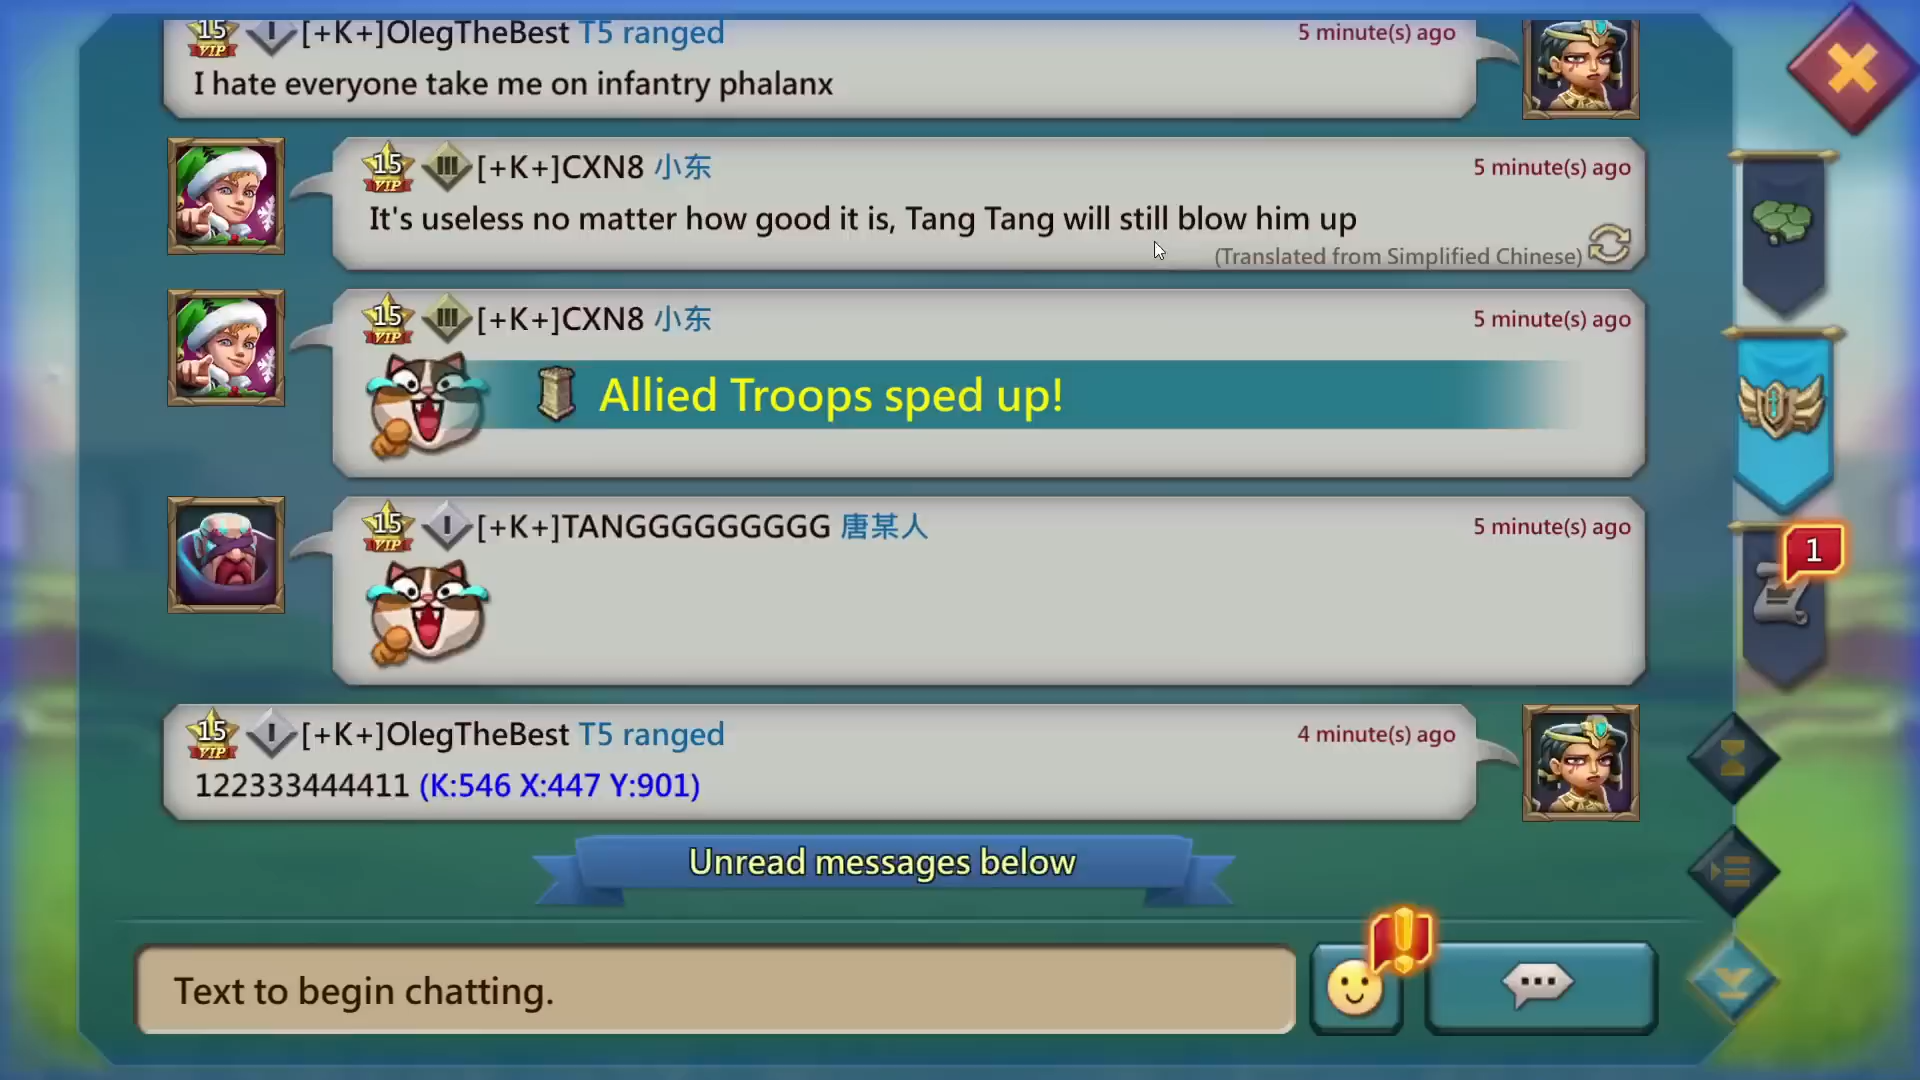 15 VIP I [+K+]OlegTheBest T5 ranged 5 minute(s) ago
I hate everyone take me on infantry phalanx
15 VIP III [+K+]CXN8 小东 5 minute(s) ago
It's useless no matter how good it is, Tang Tang will still blow him up
(Translated from Simplified Chinese)
15 VIP III [+K+]CXN8 小东 5 minute(s) ago
Allied Troops sped up!
15 VIP I [+K+]TANGGGGGGGGG 唐某人 5 minute(s) ago
1
15 VIP I [+K+]OlegTheBest T5 ranged 4 minute(s) ago
122333444411 (K:546 X:447 Y:901)
Unread messages below
Text to begin chatting.